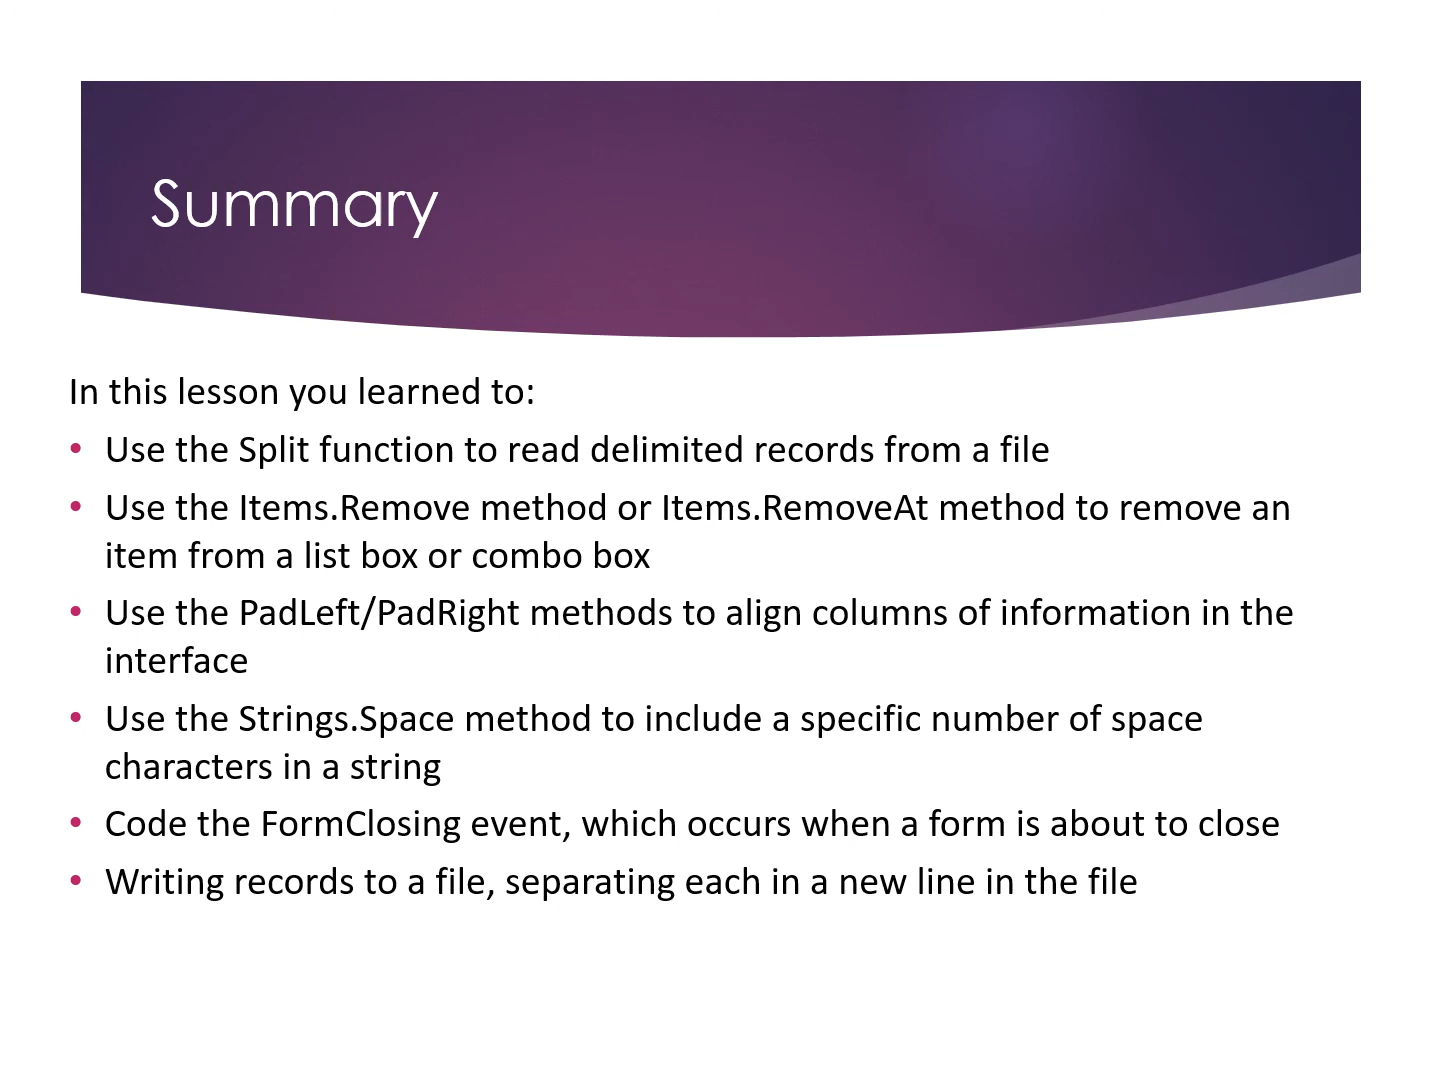 Summary
In this lesson you learned to:
• Use the Split function to read delimited records from a file
• Use the Items.Remove method or Items.RemoveAt method to remove an
item from a list box or combo box
• Use the PadLeft/PadRight methods to align columns of information in the
interface
• Use the Strings.Space method to include a specific number of space
characters in a string
• Code the FormClosing event, which occurs when a form is about to close
• Writing records to a file, separating each in a new line in the file